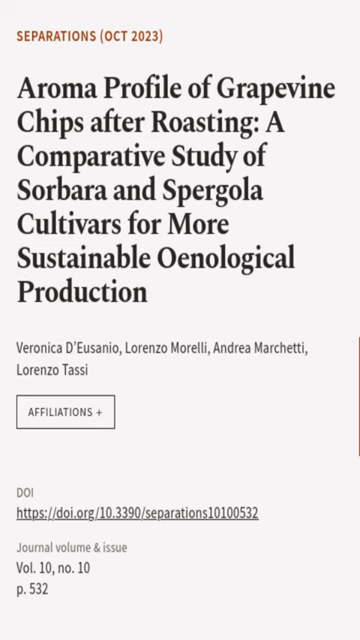 SEPARATIONS (OCT 2023)
Aroma Profile of Grapevine
Chips after Roasting: A
Comparative Study of
Sorbara and Spergola
Cultivars for More
Sustainable Oenological
Production
Veronica D'Eusanio, Lorenzo Morelli, Andrea Marchetti,
Lorenzo Tassi
AFFILIATIONS +
DOI
https://doi.org/10.3390/separations10100532
Journal volume & issue
Vol. 10, no. 10
p. 532